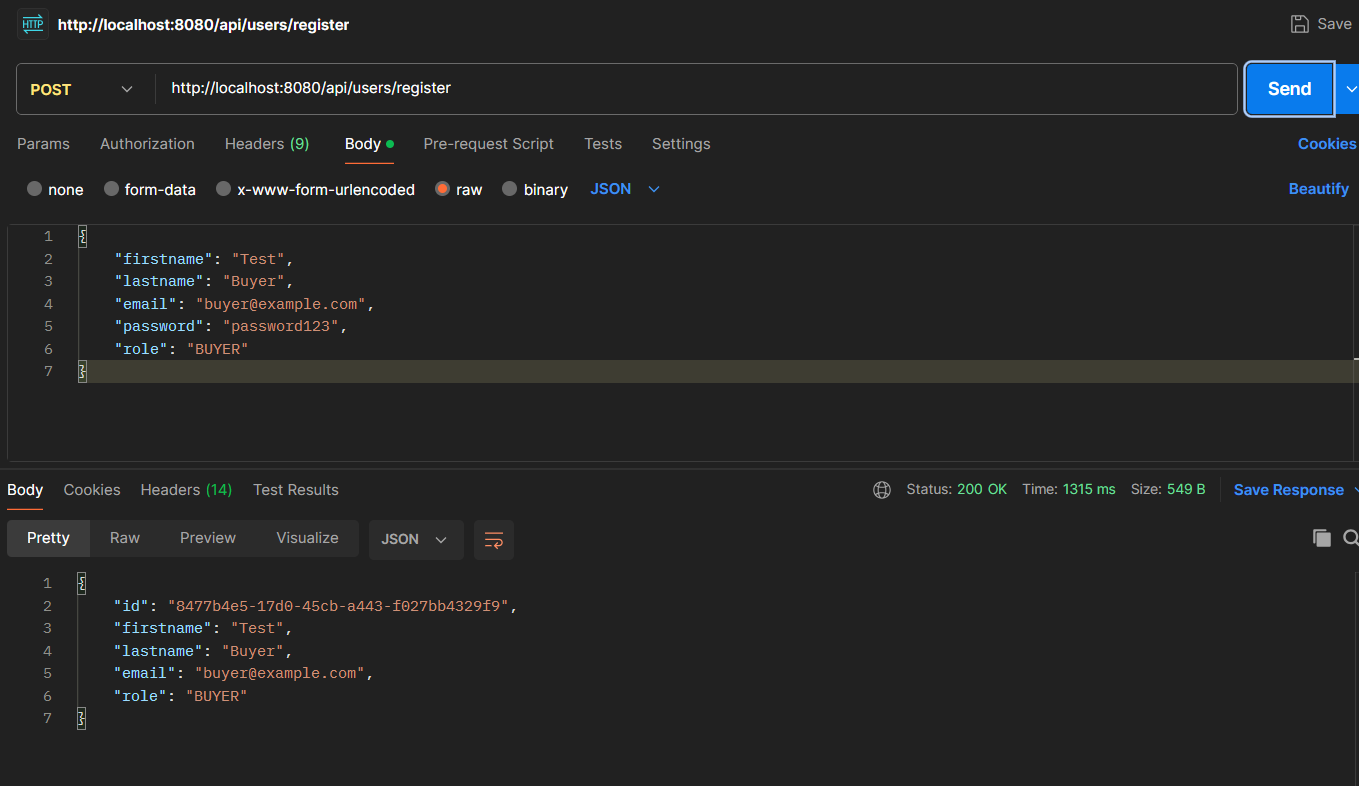 HTTP http://localhost:8080/api/users/register Save
POST http://localhost:8080/api/users/register Send
Params Authorization Headers (9) Body Pre-request Script Tests Settings Cookies
none form-data x-www-form-urlencoded raw binary JSON Beautify
1 {
2 "firstname": "Test",
3 "lastname": "Buyer",
4 "email": "buyer@example.com",
5 "password": "password123",
6 "role": "BUYER"
7 }
Body Cookies Headers (14) Test Results Status: 200 OK Time: 1315 ms Size: 549 B Save Response
Pretty Raw Preview Visualize JSON
1 {
2 "id": "8477b4e5-17d0-45cb-a443-f027bb4329f9",
3 "firstname": "Test",
4 "lastname": "Buyer",
5 "email": "buyer@example.com",
6 "role": "BUYER"
7 }